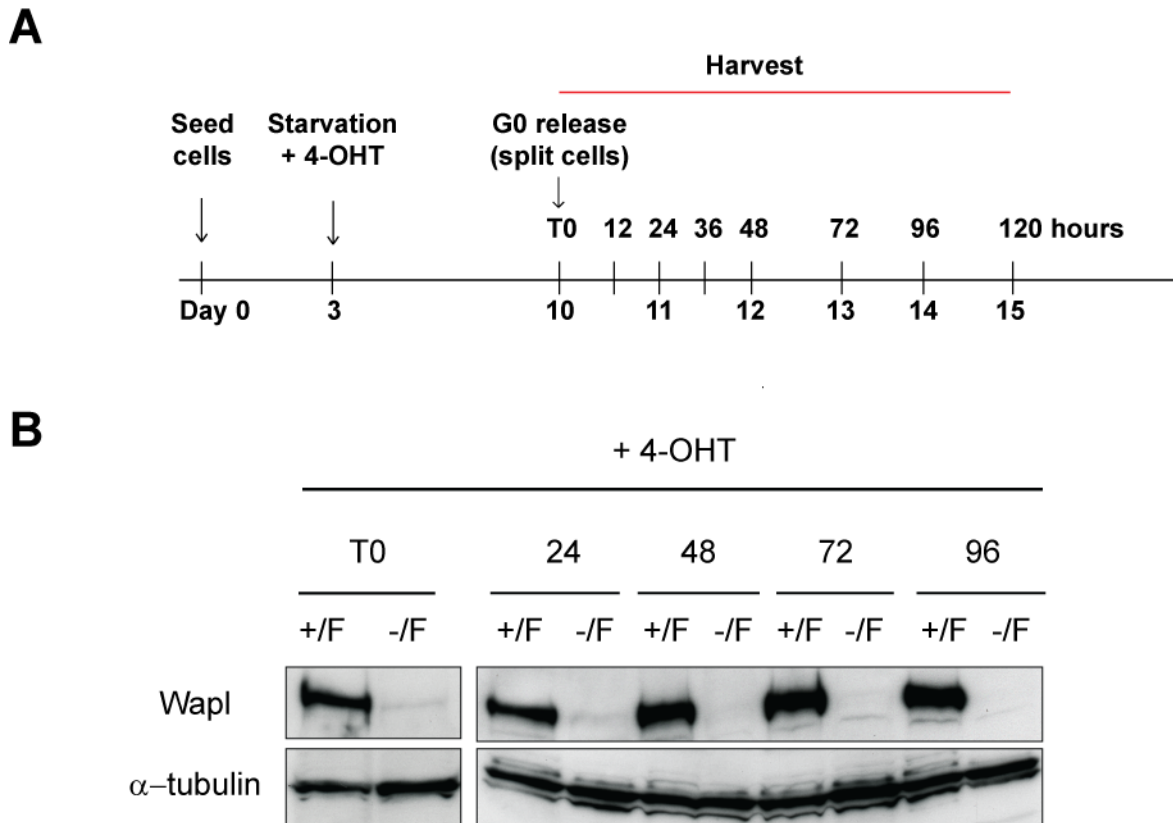 A
Harvest
Seed cells
Starvation + 4-OHT
G0 release (split cells)
T0 12 24 36 48 72 96 120 hours
Day 0 3 10 11 12 13 14 15
B
+ 4-OHT
T0 24 48 72 96
+/F -/F +/F -/F +/F -/F +/F -/F +/F -/F
Wapl
α−tubulin